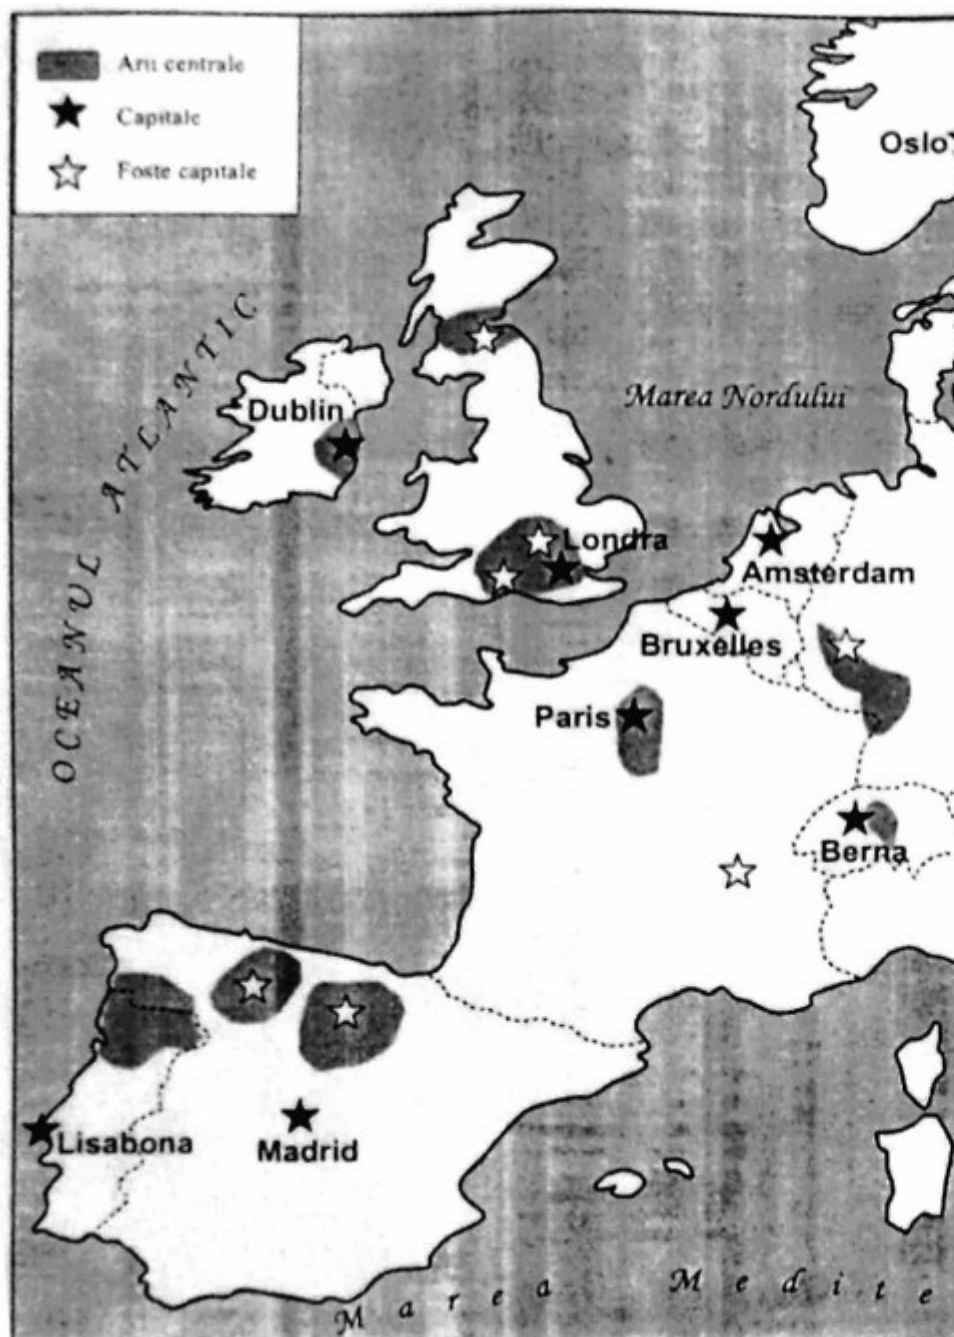 Arii centrale
Capitale
Foste capitale
Oslo
OCEANUL ATLANTIC
Marea Nordului
Dublin
Londra
Amsterdam
Bruxelles
Paris
Berna
Lisabona
Madrid
Marea Medite